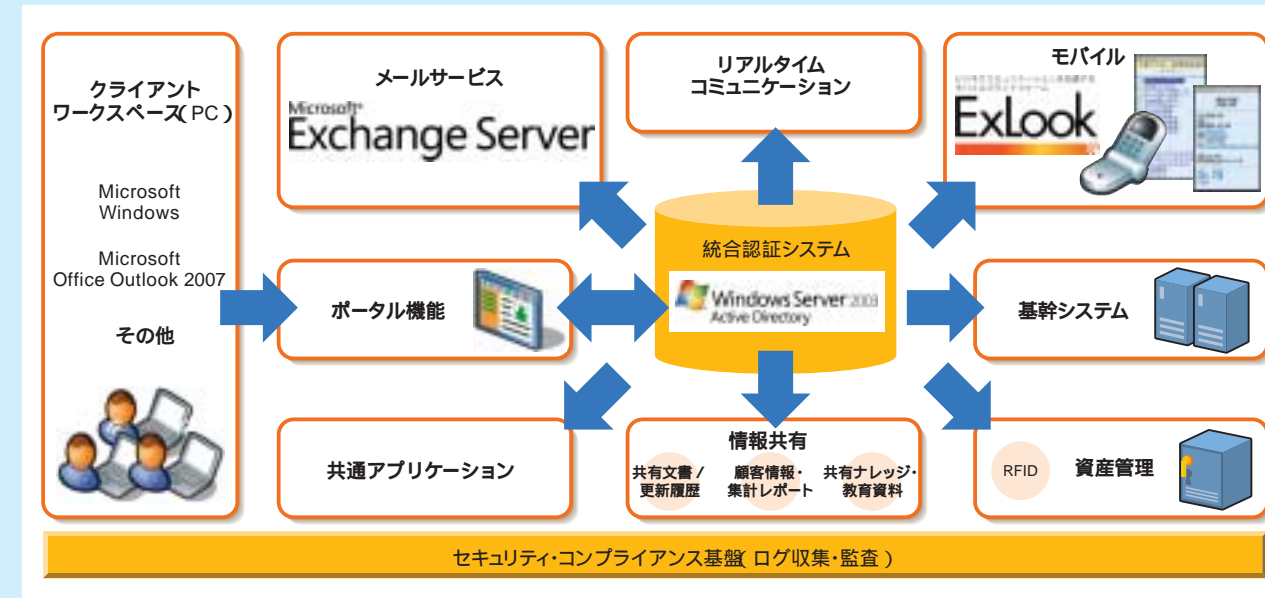 クライアント
ワークスペース(PC)
Microsoft
Windows
Microsoft
Office Outlook 2007
その他
メールサービス
Microsoft
Exchange Server
リアルタイム
コミュニケーション
モバイル
ExLook
ポータル機能
統合認証システム
Windows Server 2003
Active Directory
基幹システム
共通アプリケーション
情報共有
共有文書/
更新履歴
顧客情報・
集計レポート
共有ナレッジ・
教育資料
RFID
資産管理
セキュリティ・コンプライアンス基盤(ログ収集・監査)